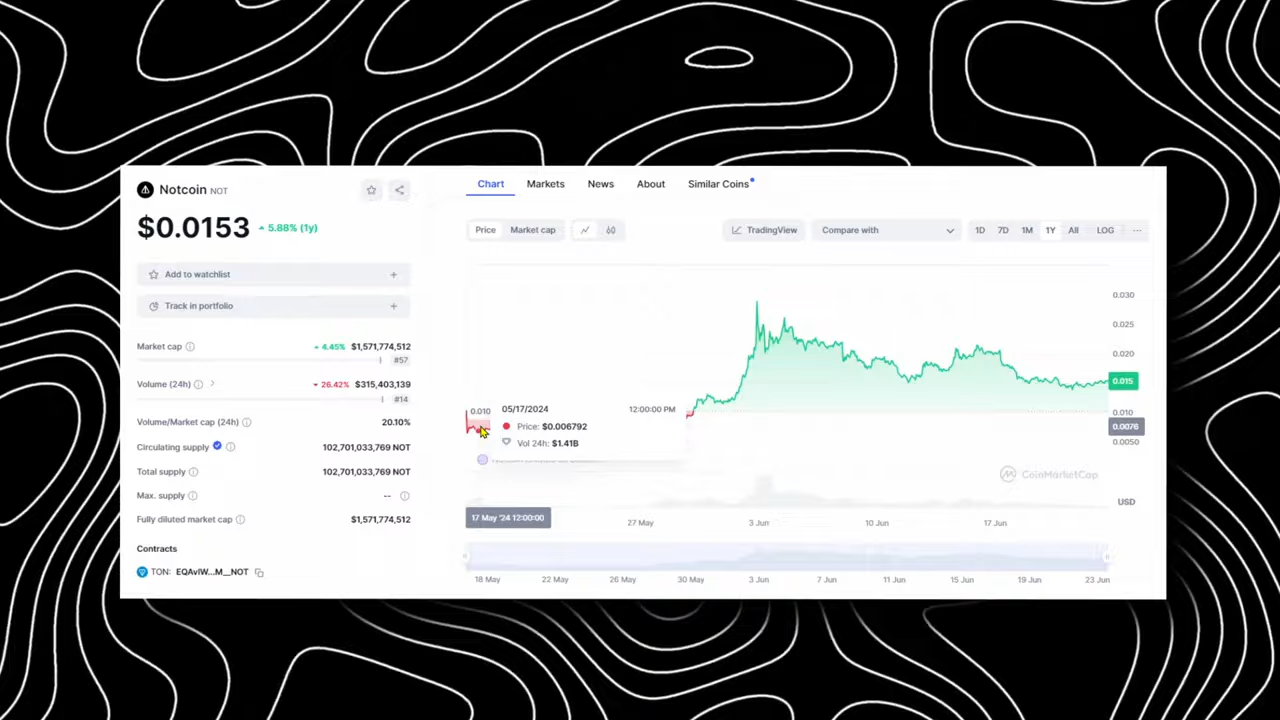 Notcoin NOT
$0.0153 5.88% (1y)
Add to watchlist +
Track in portfolio +
Market cap 4.45% $1,571,774,512
#57
Volume (24h) 26.42% $315,403,139
#14
Volume/Market cap (24h) 20.10%
Circulating supply 102,701,033,769 NOT
Total supply 102,701,033,769 NOT
Max. supply --
Fully diluted market cap $1,571,774,512
Contracts
TON: EQAvIW...M__NOT
Chart Markets News About Similar Coins
Price Market cap TradingView Compare with 1D 7D 1M 1Y All LOG ...
0.030
0.025
0.020
0.015
0.010
0.0076
0.0050
0.010
05/17/2024 12:00:00 PM
Price: $0.006792
Vol 24h: $1.41B
CoinMarketCap
USD
17 May '24 12:00:00 27 May 3 Jun 10 Jun 17 Jun
18 May 22 May 26 May 30 May 3 Jun 7 Jun 11 Jun 15 Jun 19 Jun 23 Jun